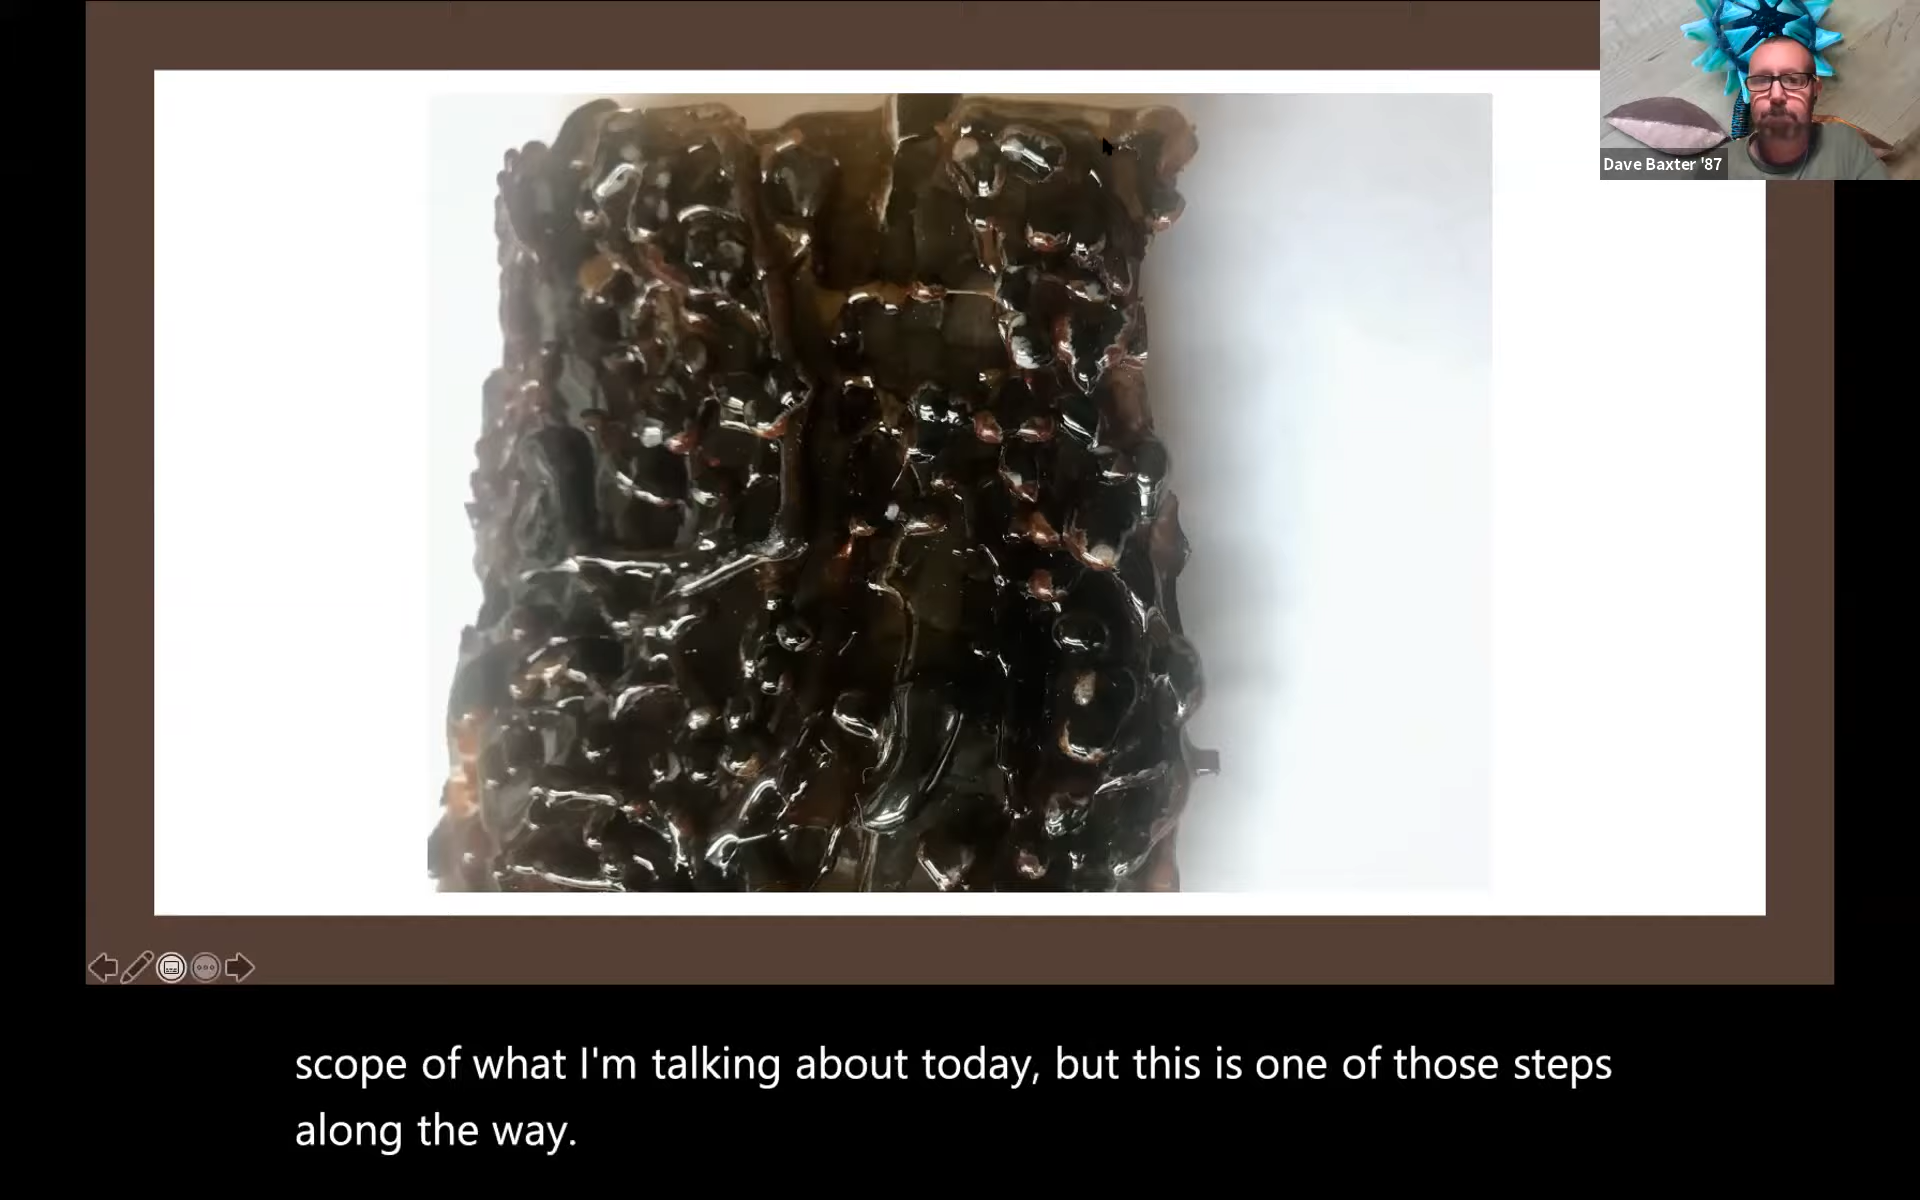 Dave Baxter '87
scope of what I'm talking about today, but this is one of those steps
along the way.